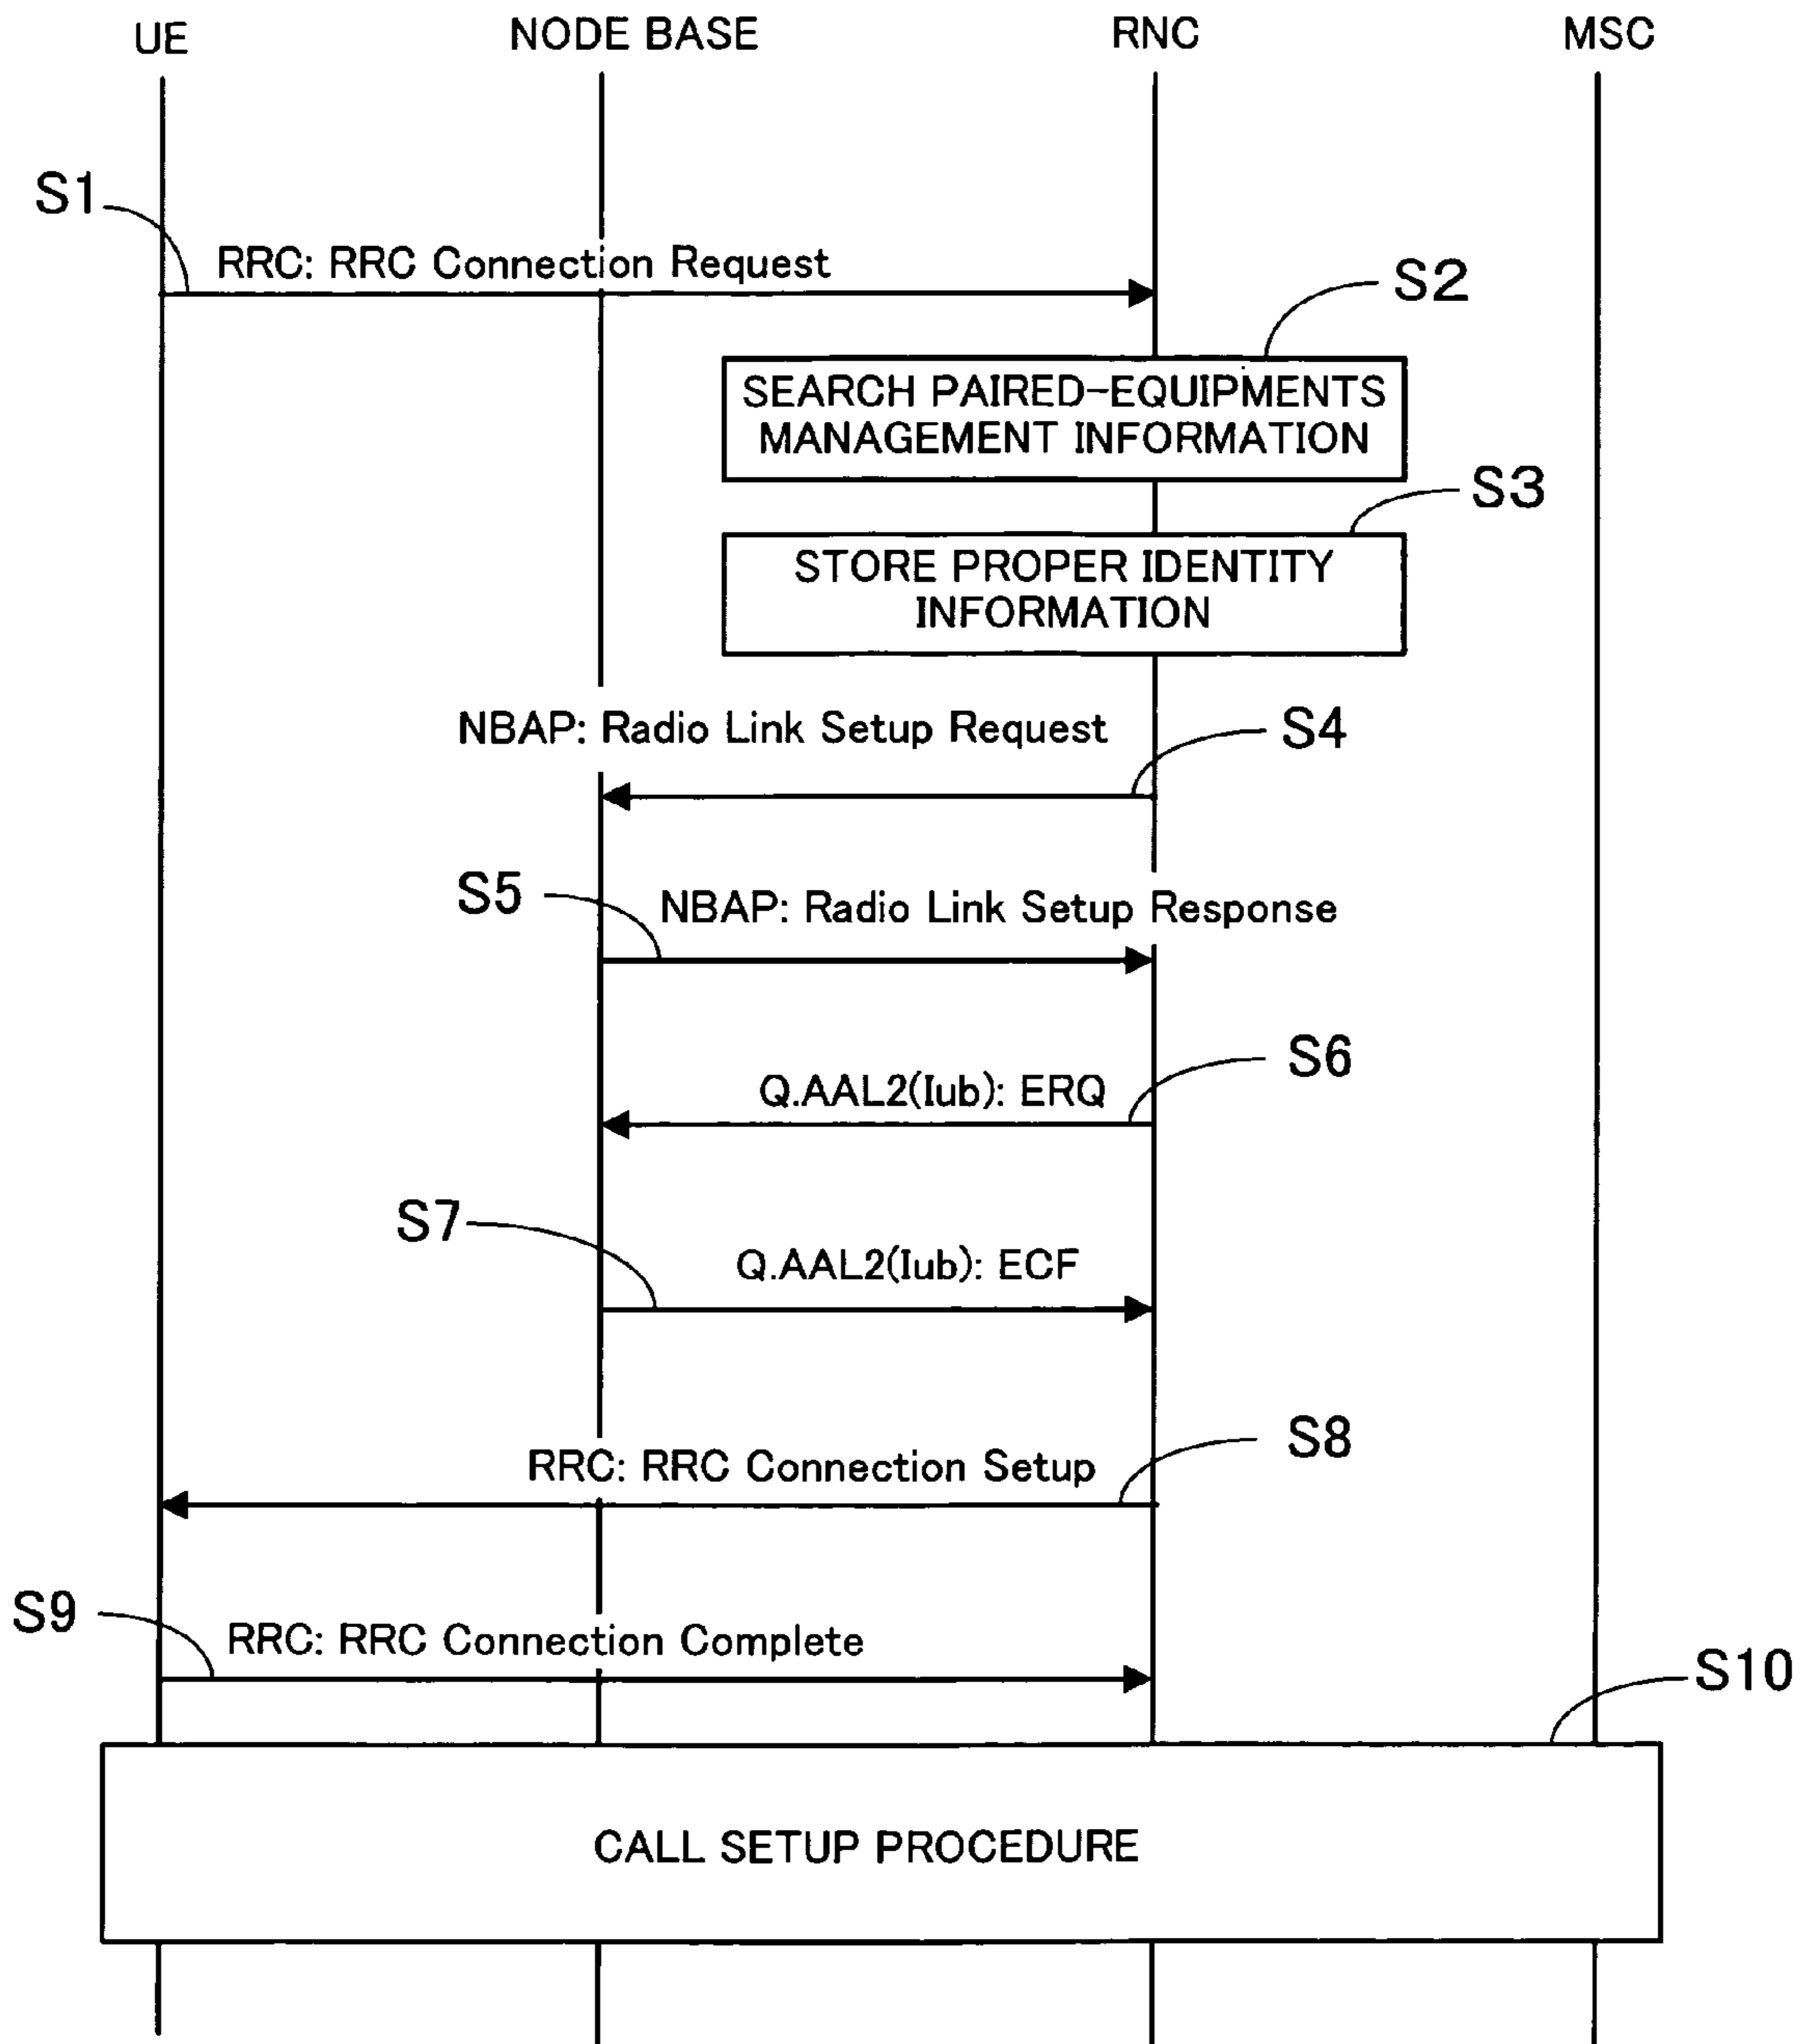 UE NODE BASE RNC MSC
S1
RRC: RRC Connection Request
S2
SEARCH PAIRED-EQUIPMENTS
MANAGEMENT INFORMATION
S3
STORE PROPER IDENTITY
INFORMATION
NBAP: Radio Link Setup Request
S4
S5
NBAP: Radio Link Setup Response
S6
Q.AAL2(Iub): ERQ
S7
Q.AAL2(Iub): ECF
S8
RRC: RRC Connection Setup
S9
RRC: RRC Connection Complete
S10
CALL SETUP PROCEDURE